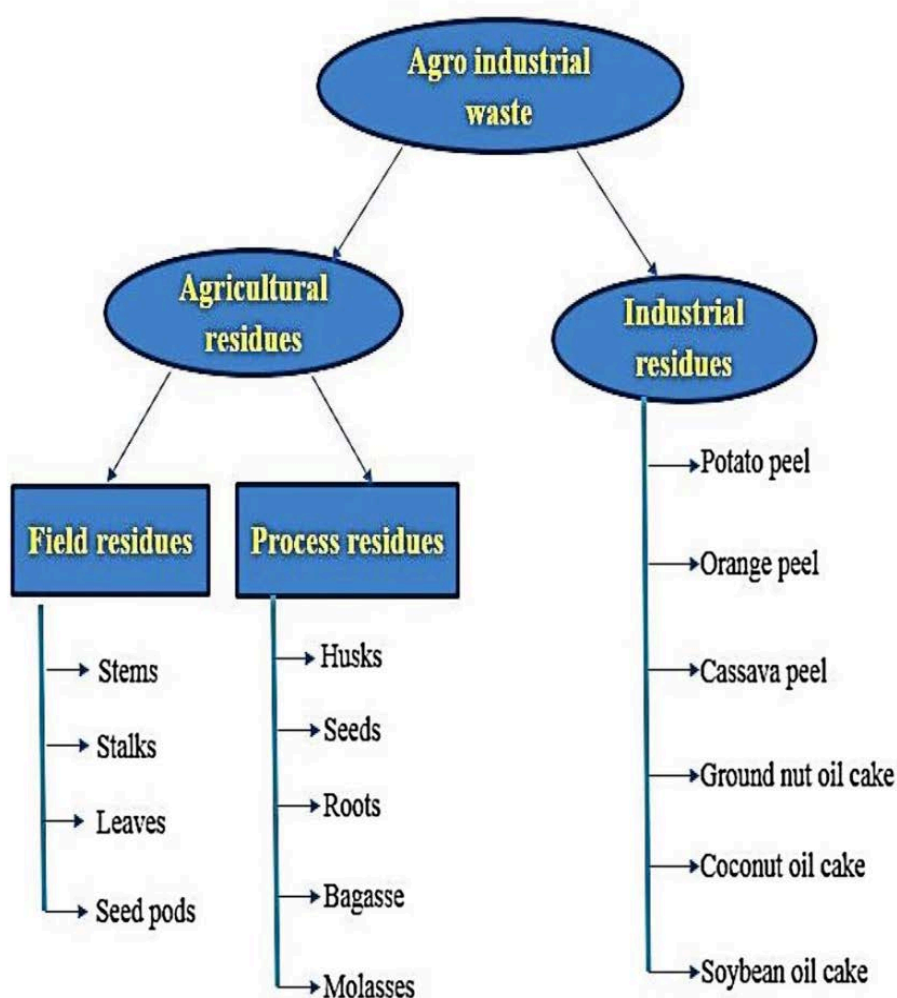 Agro industrial
waste
Agricultural
residues
Industrial
residues
Field residues
Process residues
Stems
Stalks
Leaves
Seed pods
Husks
Seeds
Roots
Bagasse
Molasses
Potato peel
Orange peel
Cassava peel
Ground nut oil cake
Coconut oil cake
Soybean oil cake